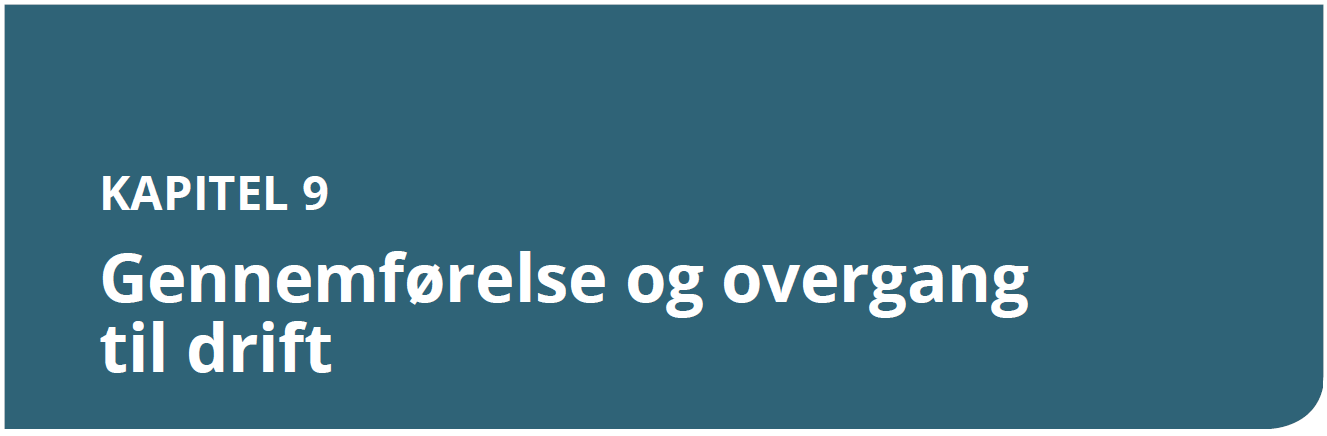 KAPITEL 9
Gennemførelse og overgang
til drift